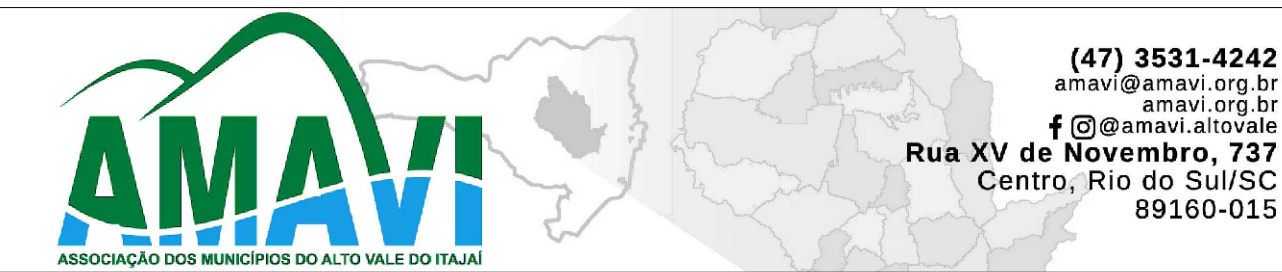 AMAVI
ASSOCIAÇÃO DOS MUNICÍPIOS DO ALTO VALE DO ITAJAÍ
(47) 3531-4242
amavi@amavi.org.br
amavi.org.br
@amavi.altovale
Rua XV de Novembro, 737
Centro, Rio do Sul/SC
89160-015